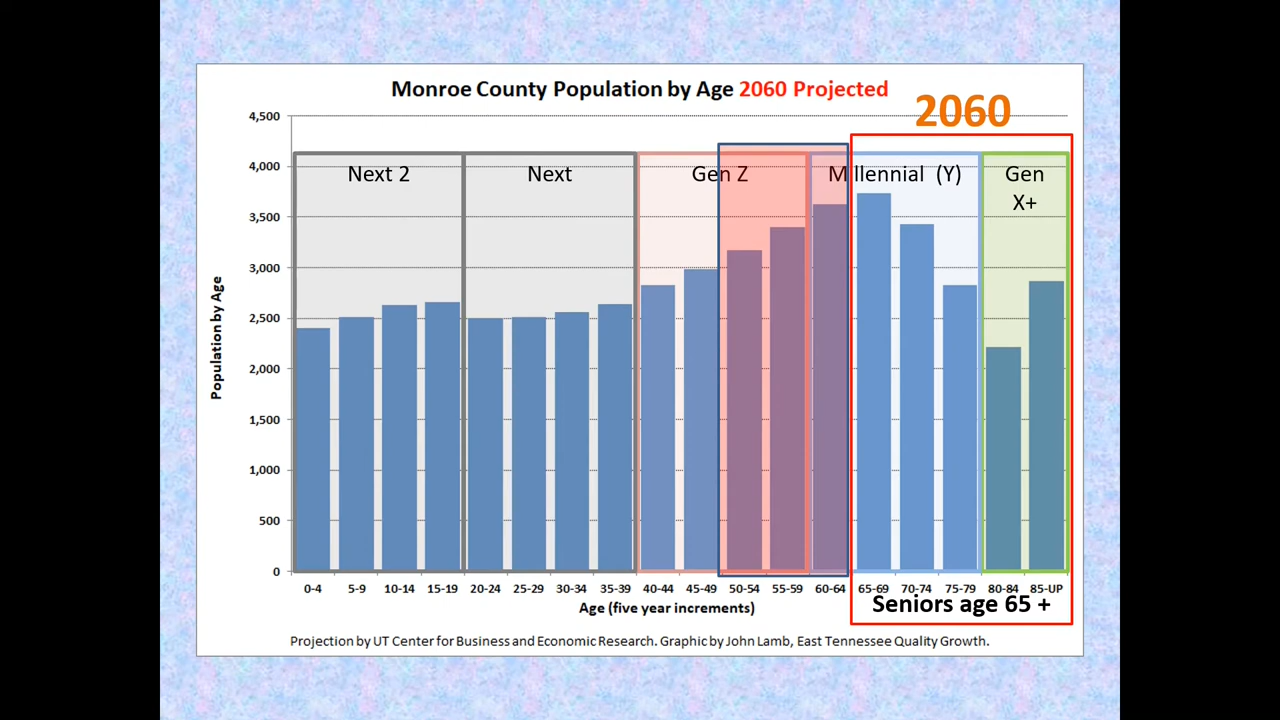 Monroe County Population by Age 2060 Projected
2060
4,500
4,000
3,500
3,000
2,500
2,000
1,500
1,000
500
0
Population by Age
Next 2
Next
Gen Z
Millennial (Y)
Gen
X+
0-4 5-9 10-14 15-19 20-24 25-29 30-34 35-39 40-44 45-49 50-54 55-59 60-64 65-69 70-74 75-79 80-84 85-UP
Age (five year increments)
Seniors age 65 +
Projection by UT Center for Business and Economic Research. Graphic by John Lamb, East Tennessee Quality Growth.